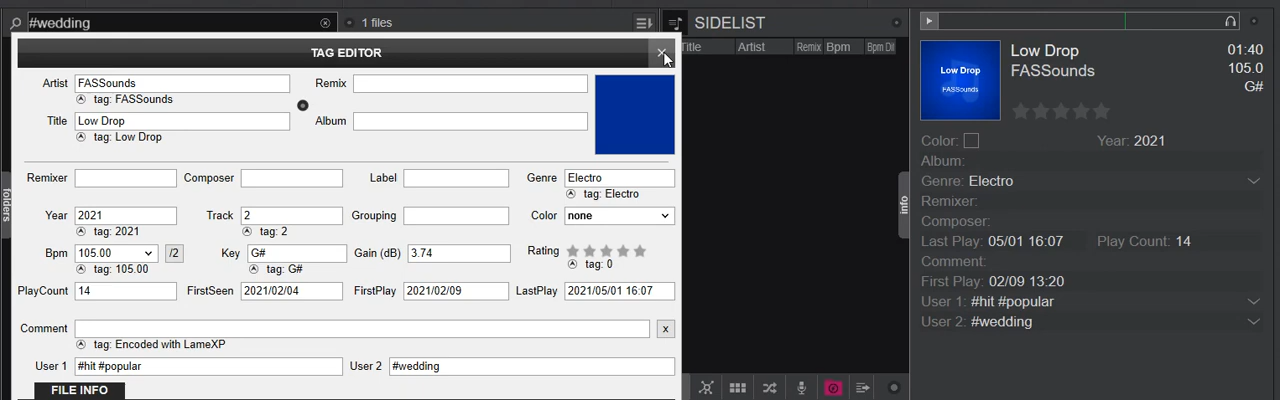 #wedding
1 files
SIDELIST
TAG EDITOR
Title Artist Remix Bpm Bpm Dif
Artist FASSounds Remix
tag: FASSounds
Title Low Drop Album
tag: Low Drop
Remixer Composer Label Genre Electro
tag: Electro
Year 2021 Track 2 Grouping Color none
tag: 2021 tag: 2
Bpm 105.00 /2 Key G# Gain (dB) 3.74 Rating
tag: 105.00 tag: G# tag: 0
PlayCount 14 FirstSeen 2021/02/04 FirstPlay 2021/02/09 LastPlay 2021/05/01 16:07
Comment x
tag: Encoded with LameXP
User 1 #hit #popular User 2 #wedding
FILE INFO
folders
info
Low Drop
FASSounds
Low Drop 01:40
FASSounds 105.0
G#
Color: Year: 2021
Album:
Genre: Electro
Remixer:
Composer:
Last Play: 05/01 16:07 Play Count: 14
Comment:
First Play: 02/09 13:20
User 1: #hit #popular
User 2: #wedding